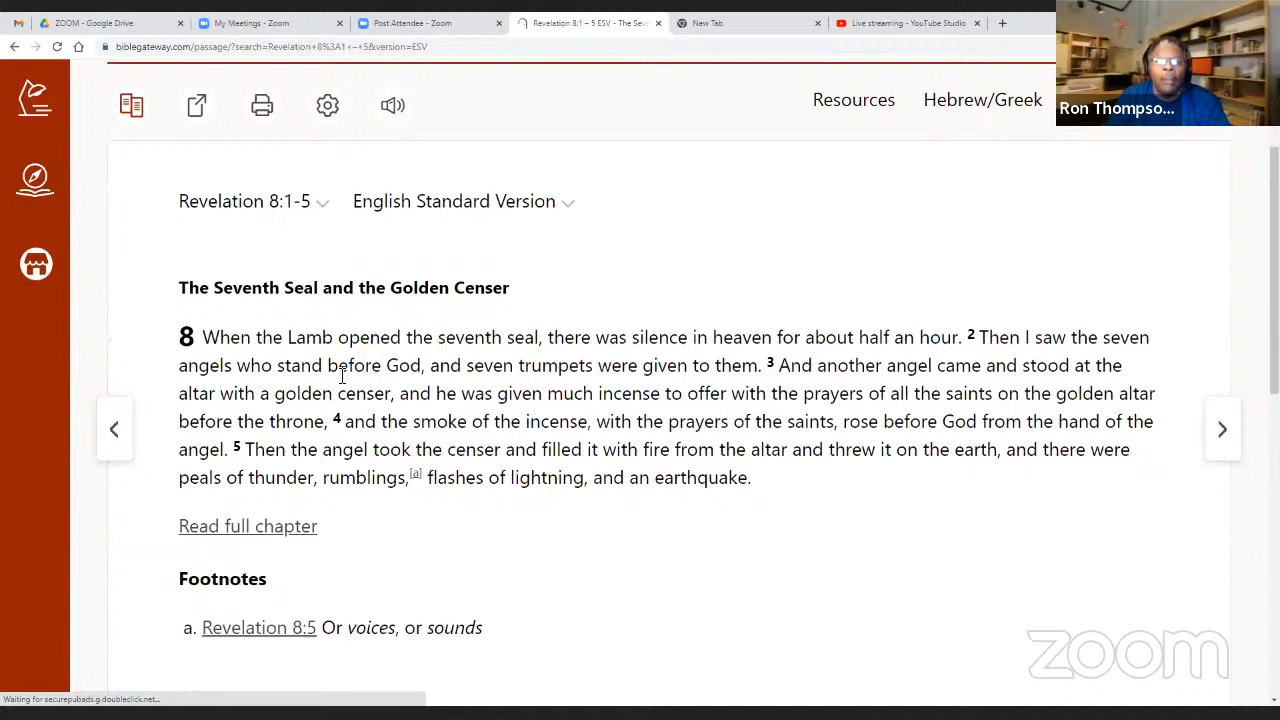 ZOOM - Google Drive
My Meetings - Zoom
Post Attendee - Zoom
Revelation 8:1 – 5 ESV - The Sev
New Tab
Live streaming - YouTube Studio
biblegateway.com/passage/?search=Revelation+8%3A1+–+5&version=ESV
Resources Hebrew/Greek
Ron Thompso...
Revelation 8:1-5 English Standard Version
The Seventh Seal and the Golden Censer
8 When the Lamb opened the seventh seal, there was silence in heaven for about half an hour. 2 Then I saw the seven
angels who stand before God, and seven trumpets were given to them. 3 And another angel came and stood at the
altar with a golden censer, and he was given much incense to offer with the prayers of all the saints on the golden altar
before the throne, 4 and the smoke of the incense, with the prayers of the saints, rose before God from the hand of the
angel. 5 Then the angel took the censer and filled it with fire from the altar and threw it on the earth, and there were
peals of thunder, rumblings,[a] flashes of lightning, and an earthquake.
Read full chapter
Footnotes
a. Revelation 8:5 Or voices, or sounds
zoom
Waiting for securepubads.g.doubleclick.net...